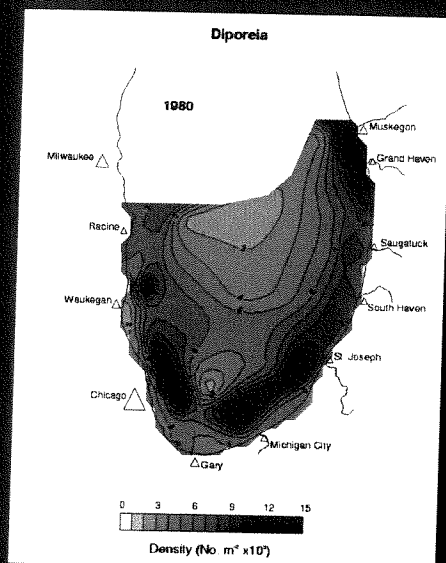 Diporeia
1980
Muskegon
Milwaukee
Grand Haven
Racine
Saugatuck
Waukegan
South Haven
St. Joseph
Chicago
Michigan City
Gary
0 3 6 9 12 15
Density (No. m⁻² x10³)